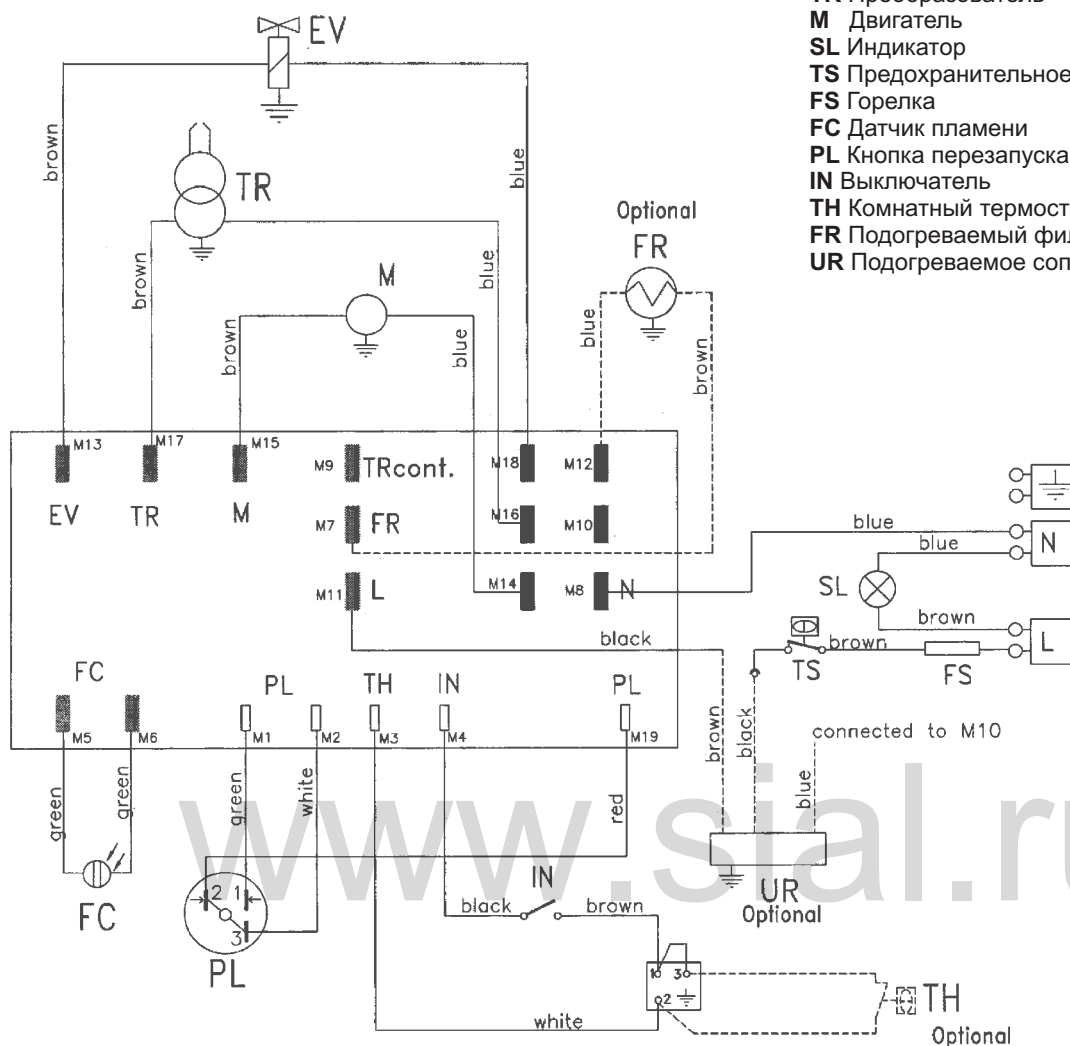 TR Преобразователь
M Двигатель
SL Индикатор
TS Предохранительное
FS Горелка
FC Датчик пламени
PL Кнопка перезапуска
IN Выключатель
TH Комнатный термост
FR Подогреваемый фил
UR Подогреваемое соп
EV
brown
blue
TR
brown
blue
M
brown
blue
Optional
FR
blue
brown
M13
M17
M15
M9
TRcont.
M18
M12
EV
TR
M
M7
FR
M16
M10
M11
L
M14
M8
N
black
blue
blue
N
SL
brown
brown
L
TS
FS
FC
PL
TH
IN
PL
M5
M6
M1
M2
M3
M4
M19
brown
black
blue
connected to M10
green
green
green
white
red
www.sial.ru
FC
2
1
3
PL
IN
black
brown
UR
Optional
1
3
2
white
TH
Optional